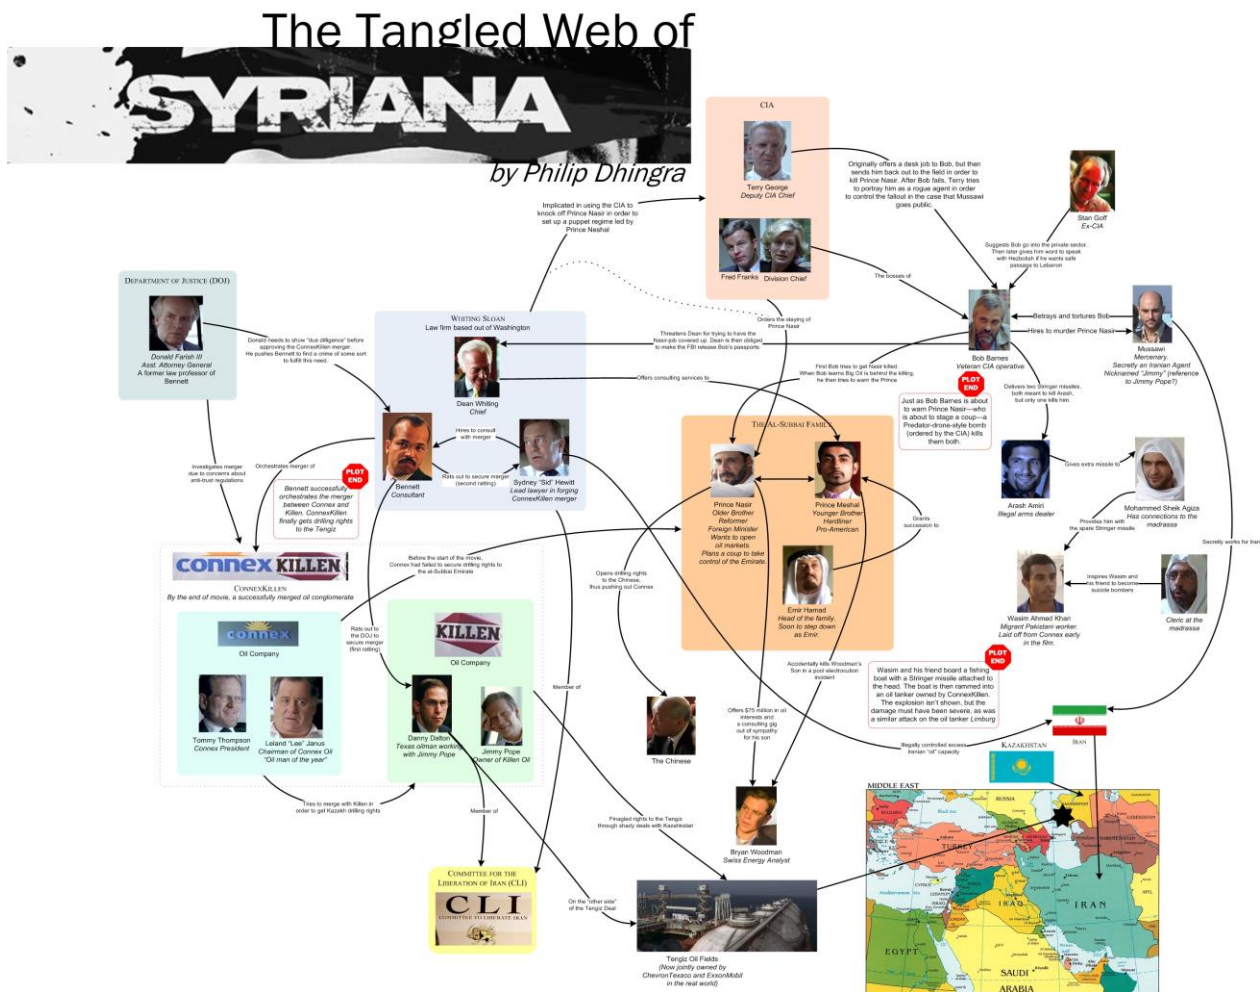 The Tangled Web of
SYRIANA
by Philip Dhingra
CIA
Terry George
Deputy CIA Chief
Fred Franks
Division Chief
Originally offers a desk job to Bob, but then
sends him back out to the field in order to
kill Prince Nasir. After Bob fails, Terry tries
to portray him as a rogue agent in order
to control the fallout in the case that Mussawi
goes public.
Stan Goff
Ex-CIA
Suggests Bob go into the private sector.
Then later gives him word to speak
with Hezbollah if he wants safe
passage to Lebanon
Implicated in using the CIA to
knock off Prince Nasir in order to
set up a puppet regime led by
Prince Neshal
The bosses of
Orders the slaying of
Prince Nasir
DEPARTMENT OF JUSTICE (DOJ)
Donald Farish III
Asst. Attorney General
A former law professor of
Bennett
Donald needs to show "due diligence" before
approving the ConnexKillen merger.
He pushes Bennett to find a crime of some sort
to fulfill this need.
WHITING SLOAN
Law firm based out of Washington
Dean Whiting
Chief
Threatens Dean for trying to have the
Nasir-job covered up. Dean is then obliged
to make the FBI release Bob's passports.
Offers consulting services to
Bob Barnes
Veteran CIA operative
Betrays and tortures Bob
Hires to murder Prince Nasir
Mussawi
Mercenary.
Secretly an Iranian Agent
Nicknamed "Jimmy" (reference
to Jimmy Pope?)
First Bob tries to get Nasir killed.
When Bob learns Big Oil is behind the killing,
he then tries to warn the Prince
PLOT
END
Just as Bob Barnes is about
to warn Prince Nasir—who
is about to stage a coup—a
Predator-drone-style bomb
(ordered by the CIA) kills
them both.
Delivers two Stringer missiles,
both meant to kill Arash,
but only one kills him.
Hires to consult
with merger
Rats out to secure merger
(second ratting)
Bennett
Consultant
Sydney "Sid" Hewitt
Lead lawyer in forging
ConnexKillen merger
THE AL-SUBBAI FAMILY
Prince Nasir
Older Brother
Reformer
Foreign Minister
Wants to open
oil markets.
Plans a coup to take
control of the Emirate.
Prince Meshal
Younger Brother
Hardliner
Pro-American
Grants
succession to
Emir Hamad
Head of the family.
Soon to step down
as Emir.
Arash Amiri
Illegal arms dealer
Gives extra missile to
Mohammed Sheik Agiza
Has connections to the
madrassa
Provides him with
the spare Stringer missile
Secretly works for Iran
Investigates merger
due to concerns about
anti-trust regulations
Orchestrates merger of
PLOT
END
Bennett successfully
orchestrates the merger
between Connex and
Killen. ConnexKillen
finally gets drilling rights
to the Tengiz
connex KILLEN
CONNEXKILLEN
By the end of movie, a successfully merged oil conglomerate
Before the start of the movie,
Connex had failed to secure drilling rights to
the al-Subbai Emirate
Opens drilling rights
to the Chinese,
thus pushing out Connex
Wasim Ahmed Khan
Migrant Pakistani worker.
Laid off from Connex early
in the film.
Inspires Wasim and
his friend to become
suicide bombers
Cleric at the
madrassa
connex
Oil Company
Rats out to
the DOJ to
secure merger
(first ratting)
KILLEN
Oil Company
Tommy Thompson
Connex President
Leland "Lee" Janus
Chairman of Connex Oil
"Oil man of the year"
Danny Dalton
Texas oilman working
with Jimmy Pope
Jimmy Pope
Owner of Killen Oil
Member of
Accidentally kills Woodman's
Son in a pool electrocution
incident
PLOT
END
Wasim and his friend board a fishing
boat with a Stringer missile attached to
the head. The boat is then rammed into
an oil tanker owned by ConnexKillen.
The explosion isn't shown, but the
damage must have been severe, as was
a similar attack on the oil tanker Limburg
Offers $75 million in oil
interests and
a consulting gig
out of sympathy
for his son
The Chinese
Illegally controlled excess
Iranian "oil" capacity
IRAN
KAZAKHSTAN
Tries to merge with Killen in
order to get Kazakh drilling rights
Member of
Finagled rights to the Tengiz
through shady deals with Kazahkstan
Bryan Woodman
Swiss Energy Analyst
COMMITTEE FOR THE
LIBERATION OF IRAN (CLI)
CLI
COMMITTEE TO LIBERATE IRAN
On the "other side"
of the Tengiz Deal
Tengiz Oil Fields
(Now jointly owned by
ChevronTexaco and ExxonMobil
in the real world)
MIDDLE EAST
RUSSIA
TURKEY
IRAQ
IRAN
EGYPT
SAUDI
ARABIA